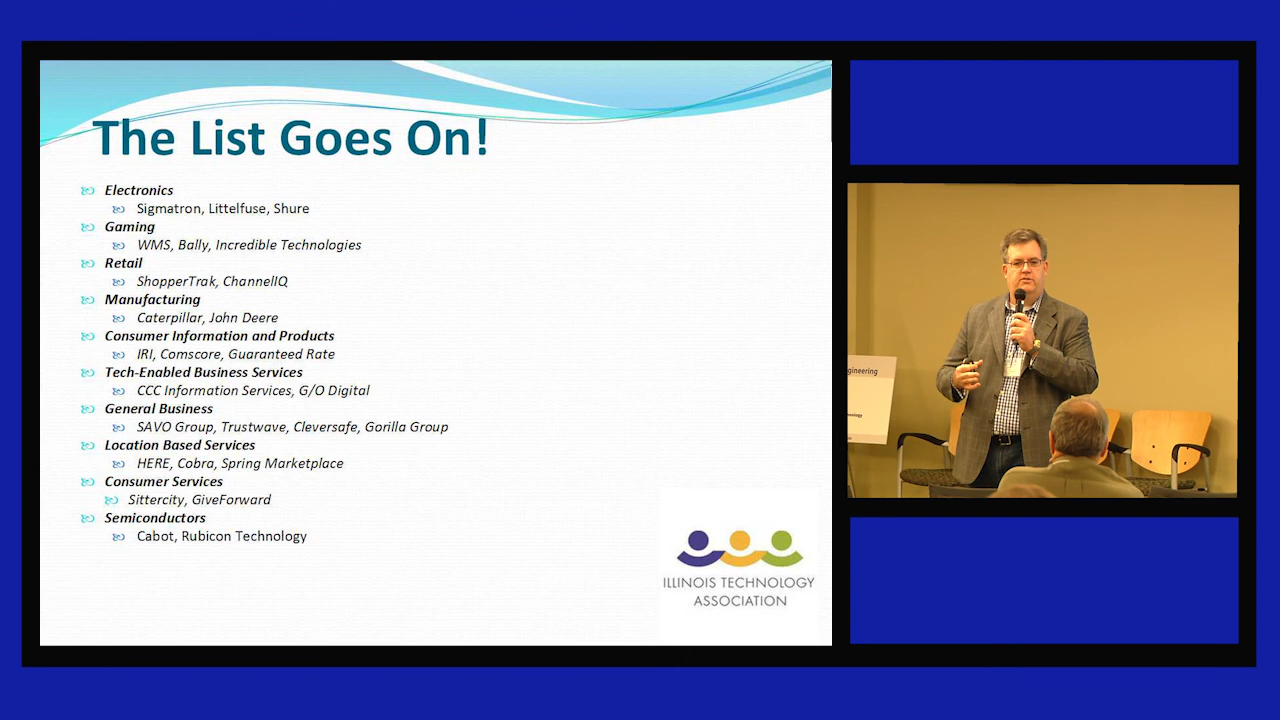 The List Goes On!
Electronics
Sigmatron, Littelfuse, Shure
Gaming
WMS, Bally, Incredible Technologies
Retail
ShopperTrak, ChannelIQ
Manufacturing
Caterpillar, John Deere
Consumer Information and Products
IRI, Comscore, Guaranteed Rate
Tech-Enabled Business Services
CCC Information Services, G/O Digital
General Business
SAVO Group, Trustwave, Cleversafe, Gorilla Group
Location Based Services
HERE, Cobra, Spring Marketplace
Consumer Services
Sittercity, GiveForward
Semiconductors
Cabot, Rubicon Technology
ILLINOIS TECHNOLOGY
ASSOCIATION
gineering